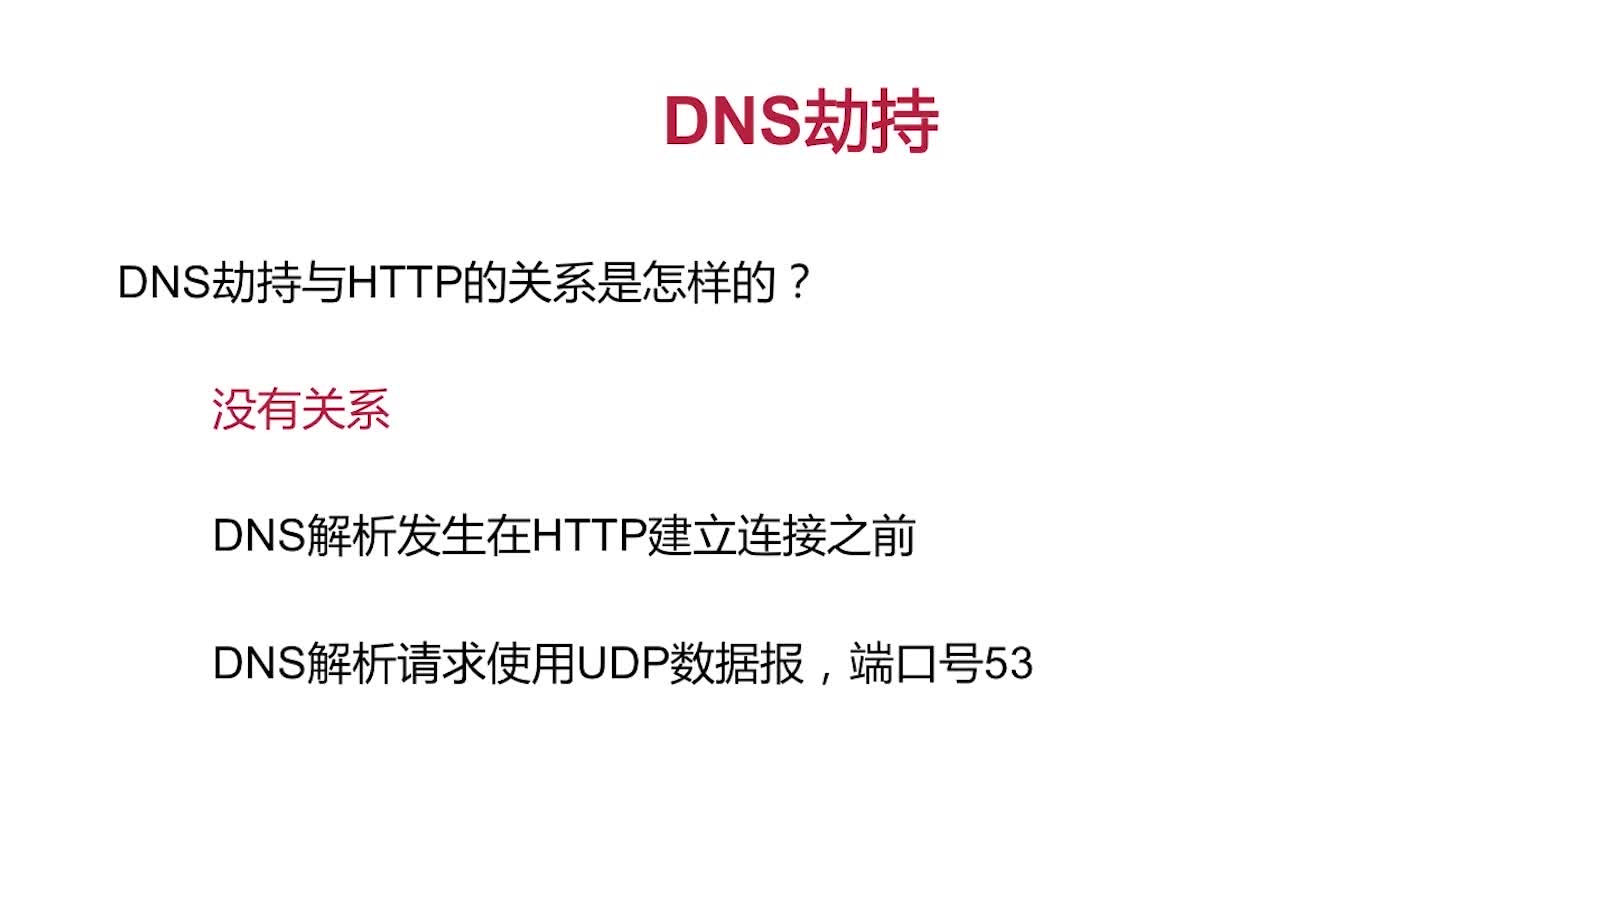 DNS劫持
DNS劫持与HTTP的关系是怎样的？
没有关系
DNS解析发生在HTTP建立连接之前
DNS解析请求使用UDP数据报，端口号53